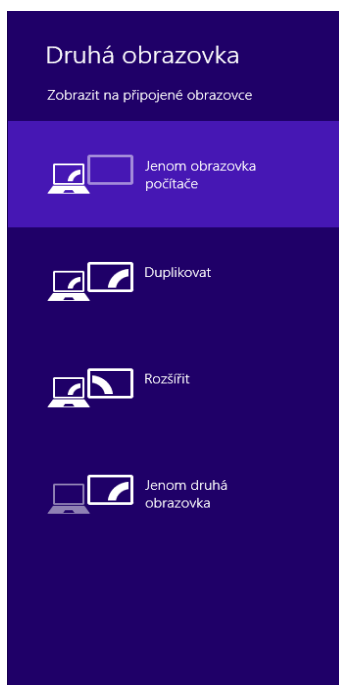 Druhá obrazovka
Zobrazit na připojené obrazovce
Jenom obrazovka
počítače
Duplikovat
Rozšířit
Jenom druhá
obrazovka